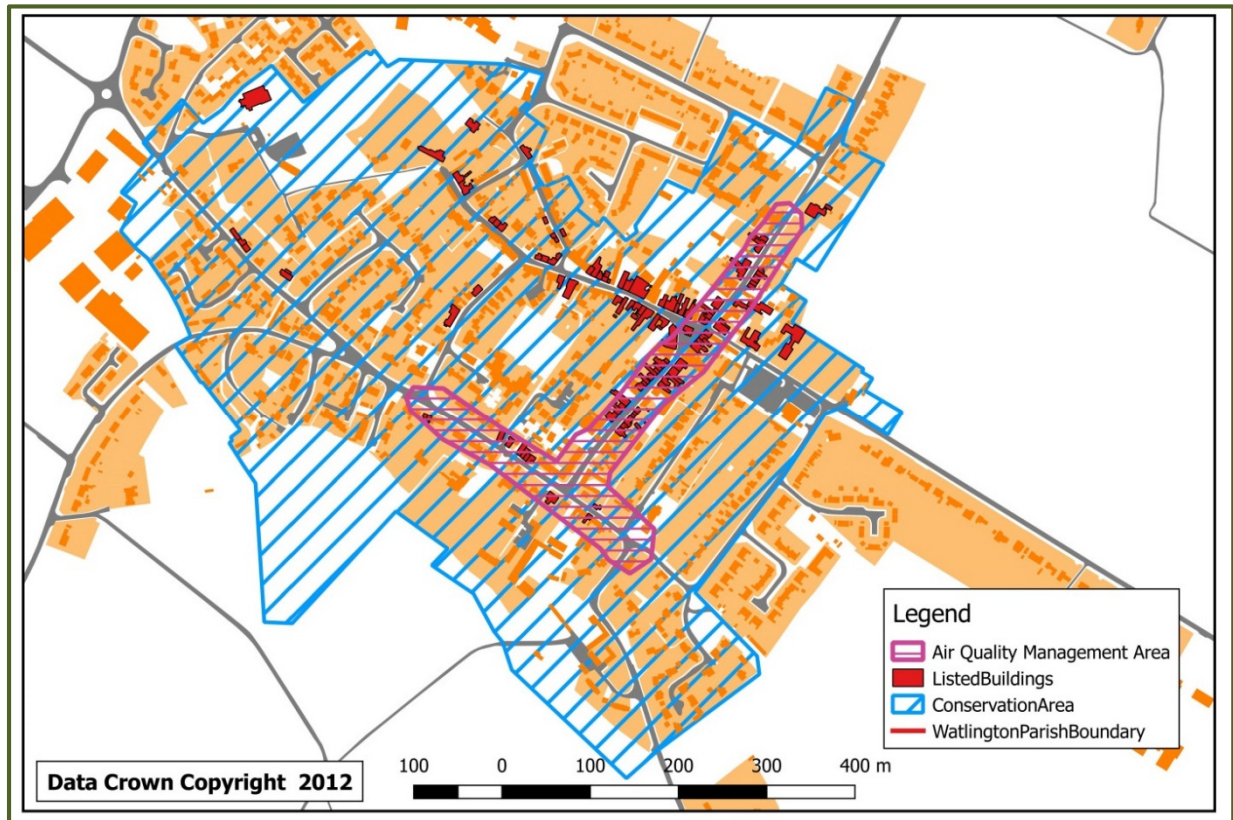 Legend
Air Quality Management Area
ListedBuildings
ConservationArea
WatlingtonParishBoundary
Data Crown Copyright 2012
100 0 100 200 300 400 m